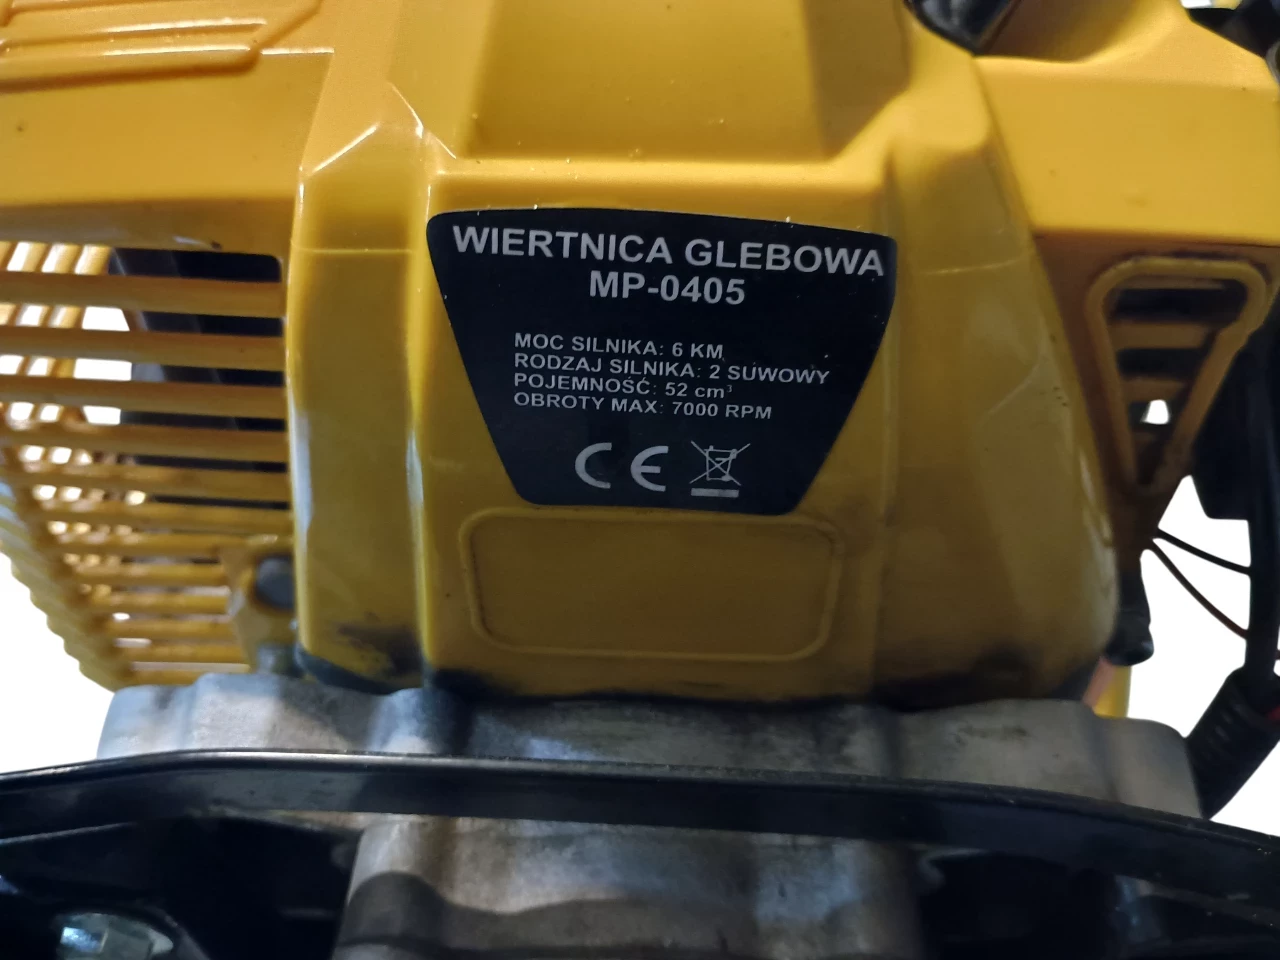 WIERTNICA GLEBOWA
MP-0405
MOC SILNIKA: 6 KM
RODZAJ SILNIKA: 2 SUWOWY
POJEMNOŚĆ: 52 cm³
OBROTY MAX: 7000 RPM
CE